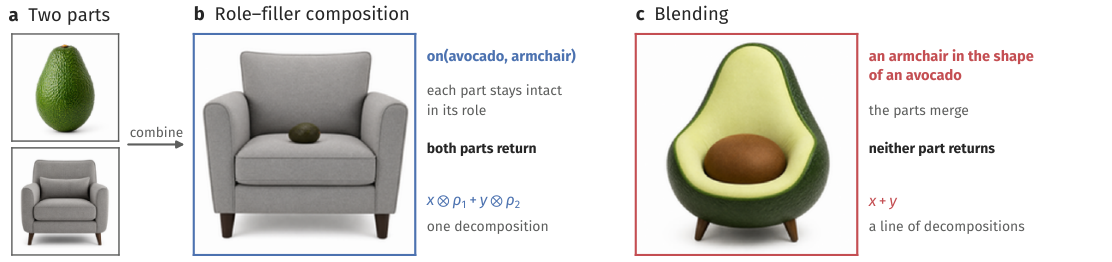 a Two parts
combine
b Role–filler composition
on(avocado, armchair)
each part stays intact
in its role
both parts return
x ⊗ ρ₁ + y ⊗ ρ₂
one decomposition
c Blending
an armchair in the shape
of an avocado
the parts merge
neither part returns
x + y
a line of decompositions